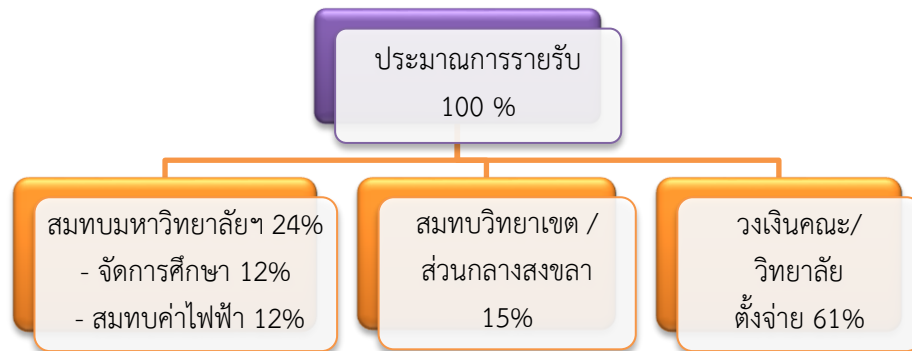 ประมาณการรายรับ
100 %
สมทบมหาวิทยาลัยฯ 24%
- จัดการศึกษา 12%
- สมทบค่าไฟฟ้า 12%
สมทบวิทยาเขต /
ส่วนกลางสงขลา
15%
วงเงินคณะ/
วิทยาลัย
ตั้งจ่าย 61%